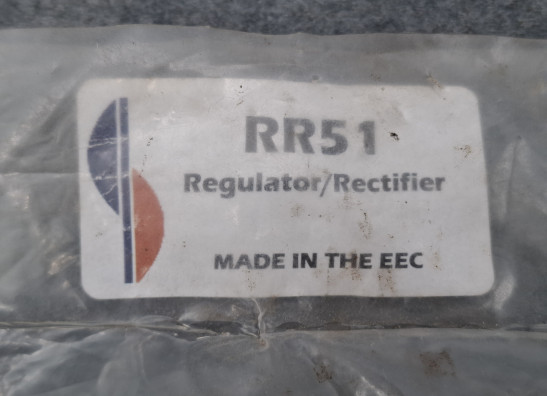 RR51
Regulator/Rectifier
MADE IN THE EEC